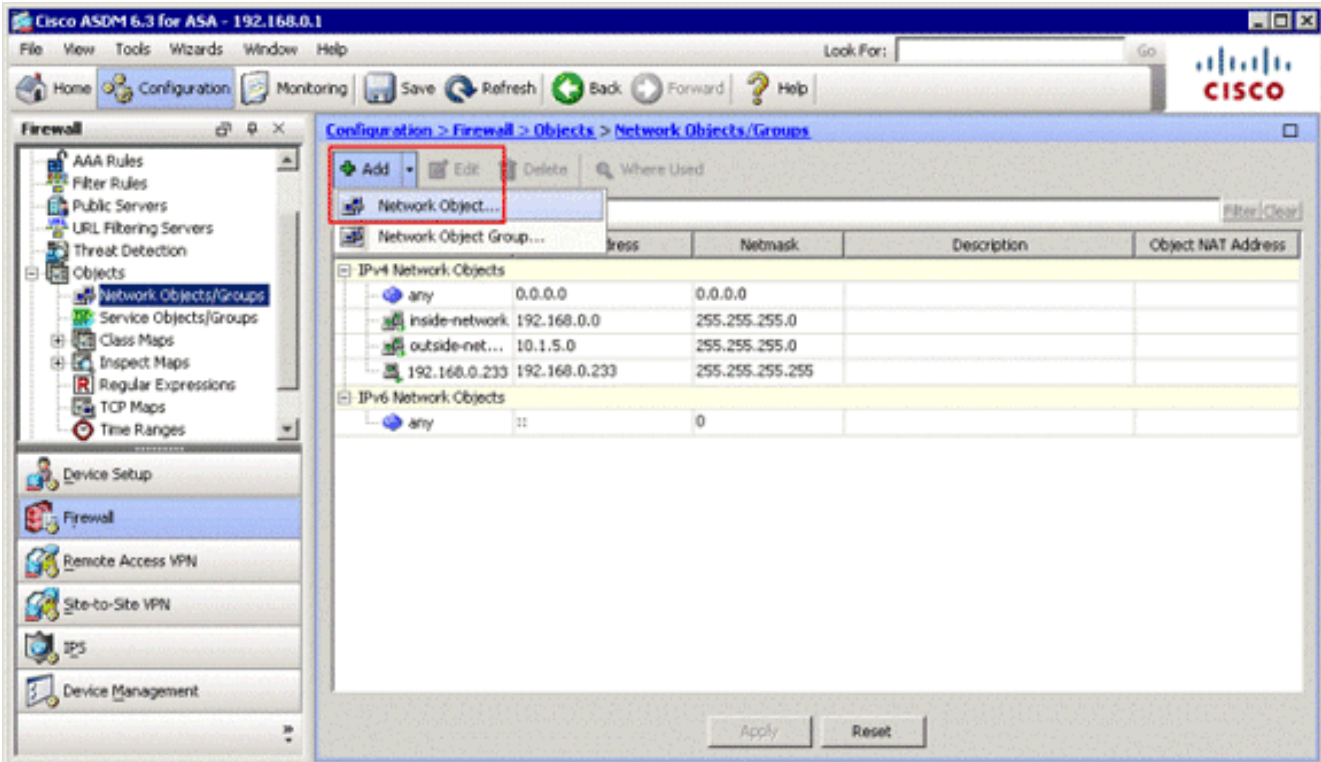 Cisco ASDM 6.3 for ASA - 192.168.0.1
File View Tools Wizards Window Help Look For: Go
Home Configuration Monitoring Save Refresh Back Forward Help
CISCO
Firewall
AAA Rules
Filter Rules
Public Servers
URL Filtering Servers
Threat Detection
Objects
Network Objects/Groups
Service Objects/Groups
Class Maps
Inspect Maps
Regular Expressions
TCP Maps
Time Ranges
Device Setup
Firewall
Remote Access VPN
Site-to-Site VPN
IPS
Device Management
Configuration > Firewall > Objects > Network Objects/Groups
Add Edit Delete Where Used
Network Object...
Network Object Group...
Filter Clear
ress Netmask Description Object NAT Address
IPv4 Network Objects
any 0.0.0.0 0.0.0.0
inside-network 192.168.0.0 255.255.255.0
outside-net... 10.1.5.0 255.255.255.0
192.168.0.233 192.168.0.233 255.255.255.255
IPv6 Network Objects
any :: 0
Apply Reset